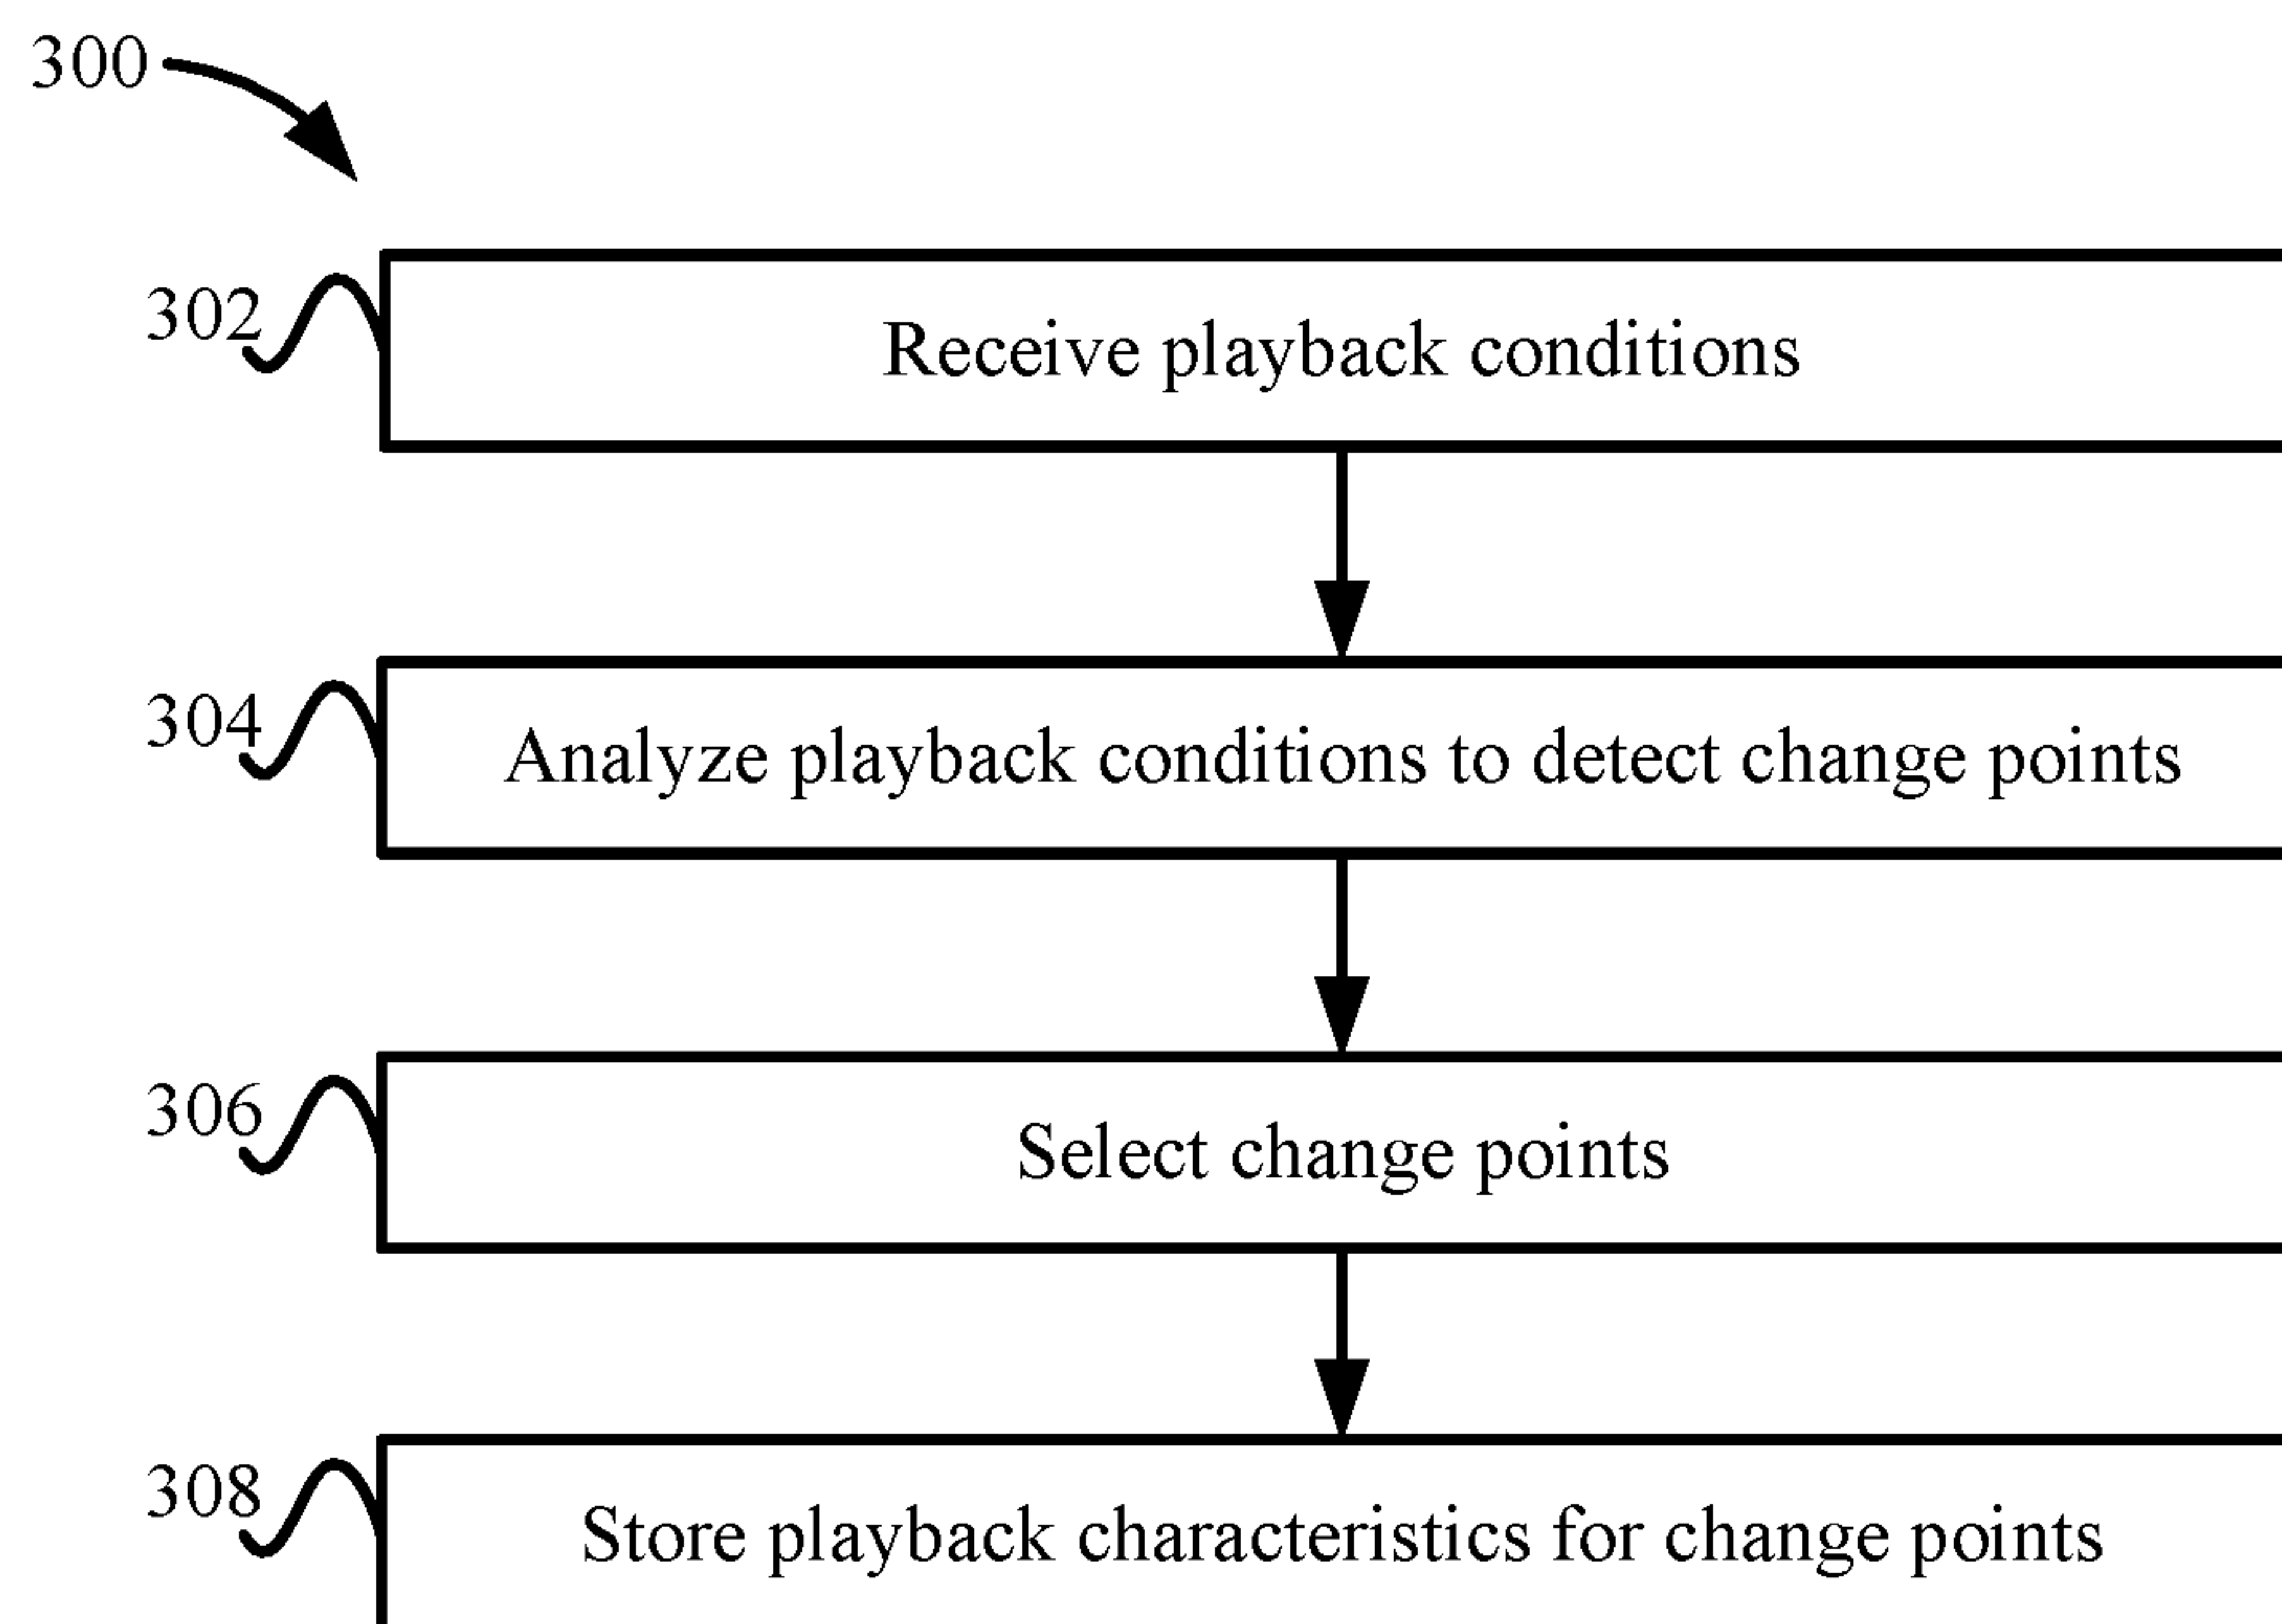 300
302
Receive playback conditions
304
Analyze playback conditions to detect change points
306
Select change points
308
Store playback characteristics for change points